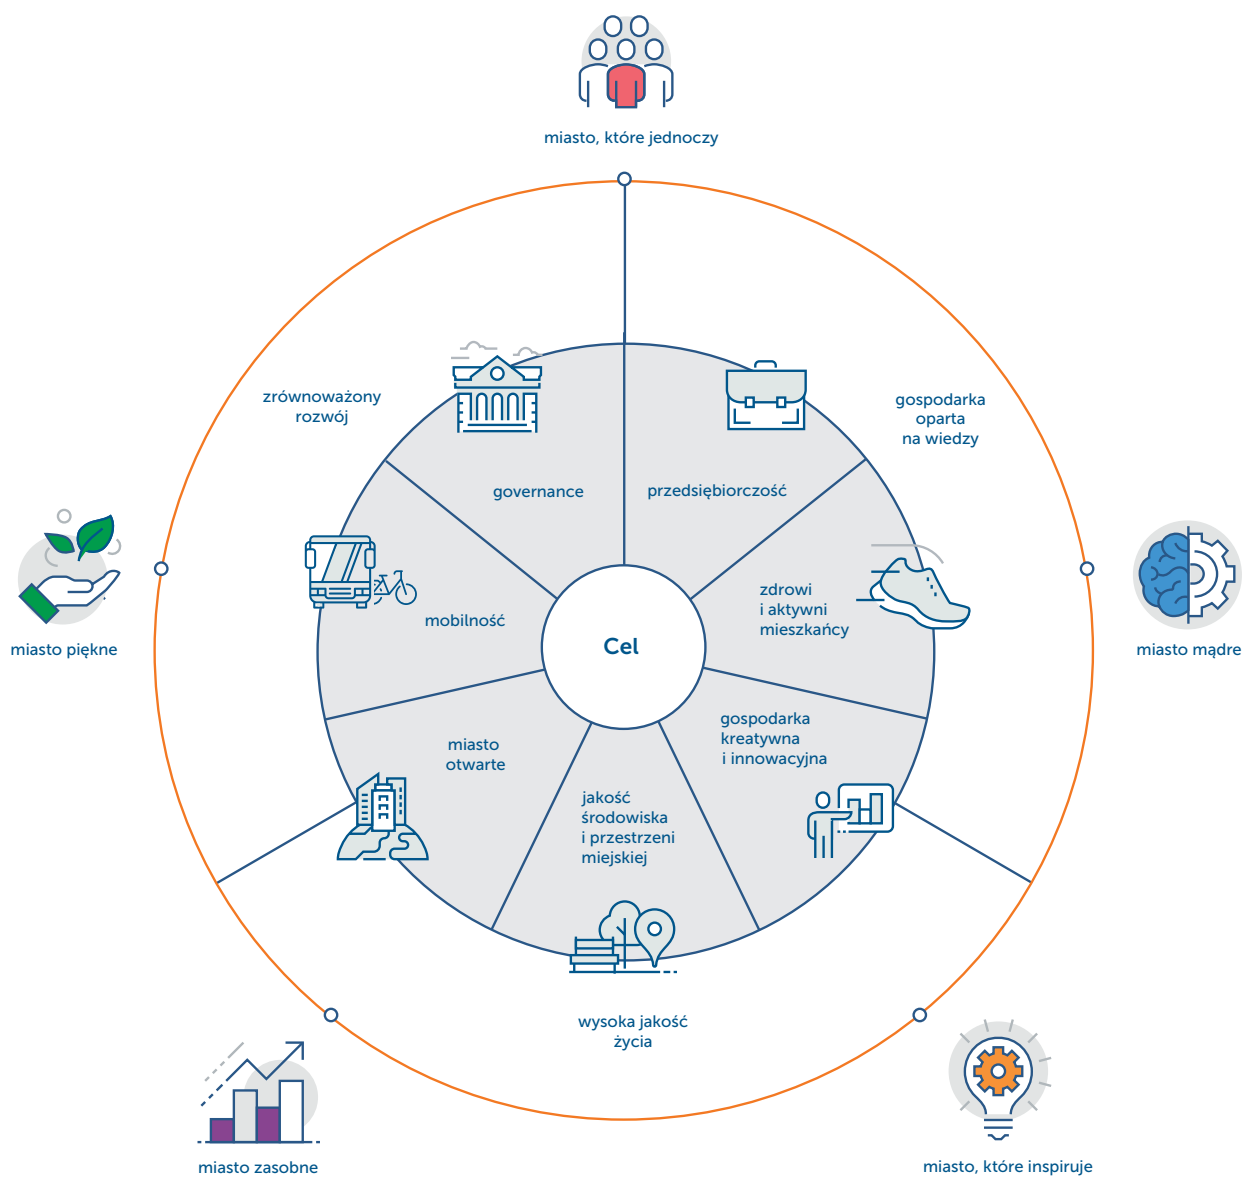 miasto, które jednoczy
zrównoważony
rozwój
gospodarka
oparta
na wiedzy
governance
przedsiębiorczość
zdrowi
i aktywni
mieszkańcy
mobilność
Cel
miasto piękne
miasto mądre
miasto
otwarte
gospodarka
kreatywna
i innowacyjna
jakość
środowiska
i przestrzeni
miejskiej
wysoka jakość
życia
miasto zasobne
miasto, które inspiruje